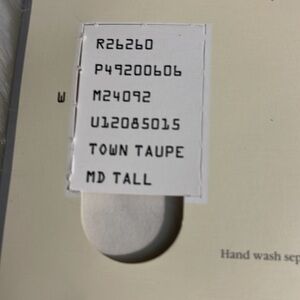 R26260
P49200606
M24092
W
U12085015
TOWN TAUPE
MD TALL
Hand wash sep